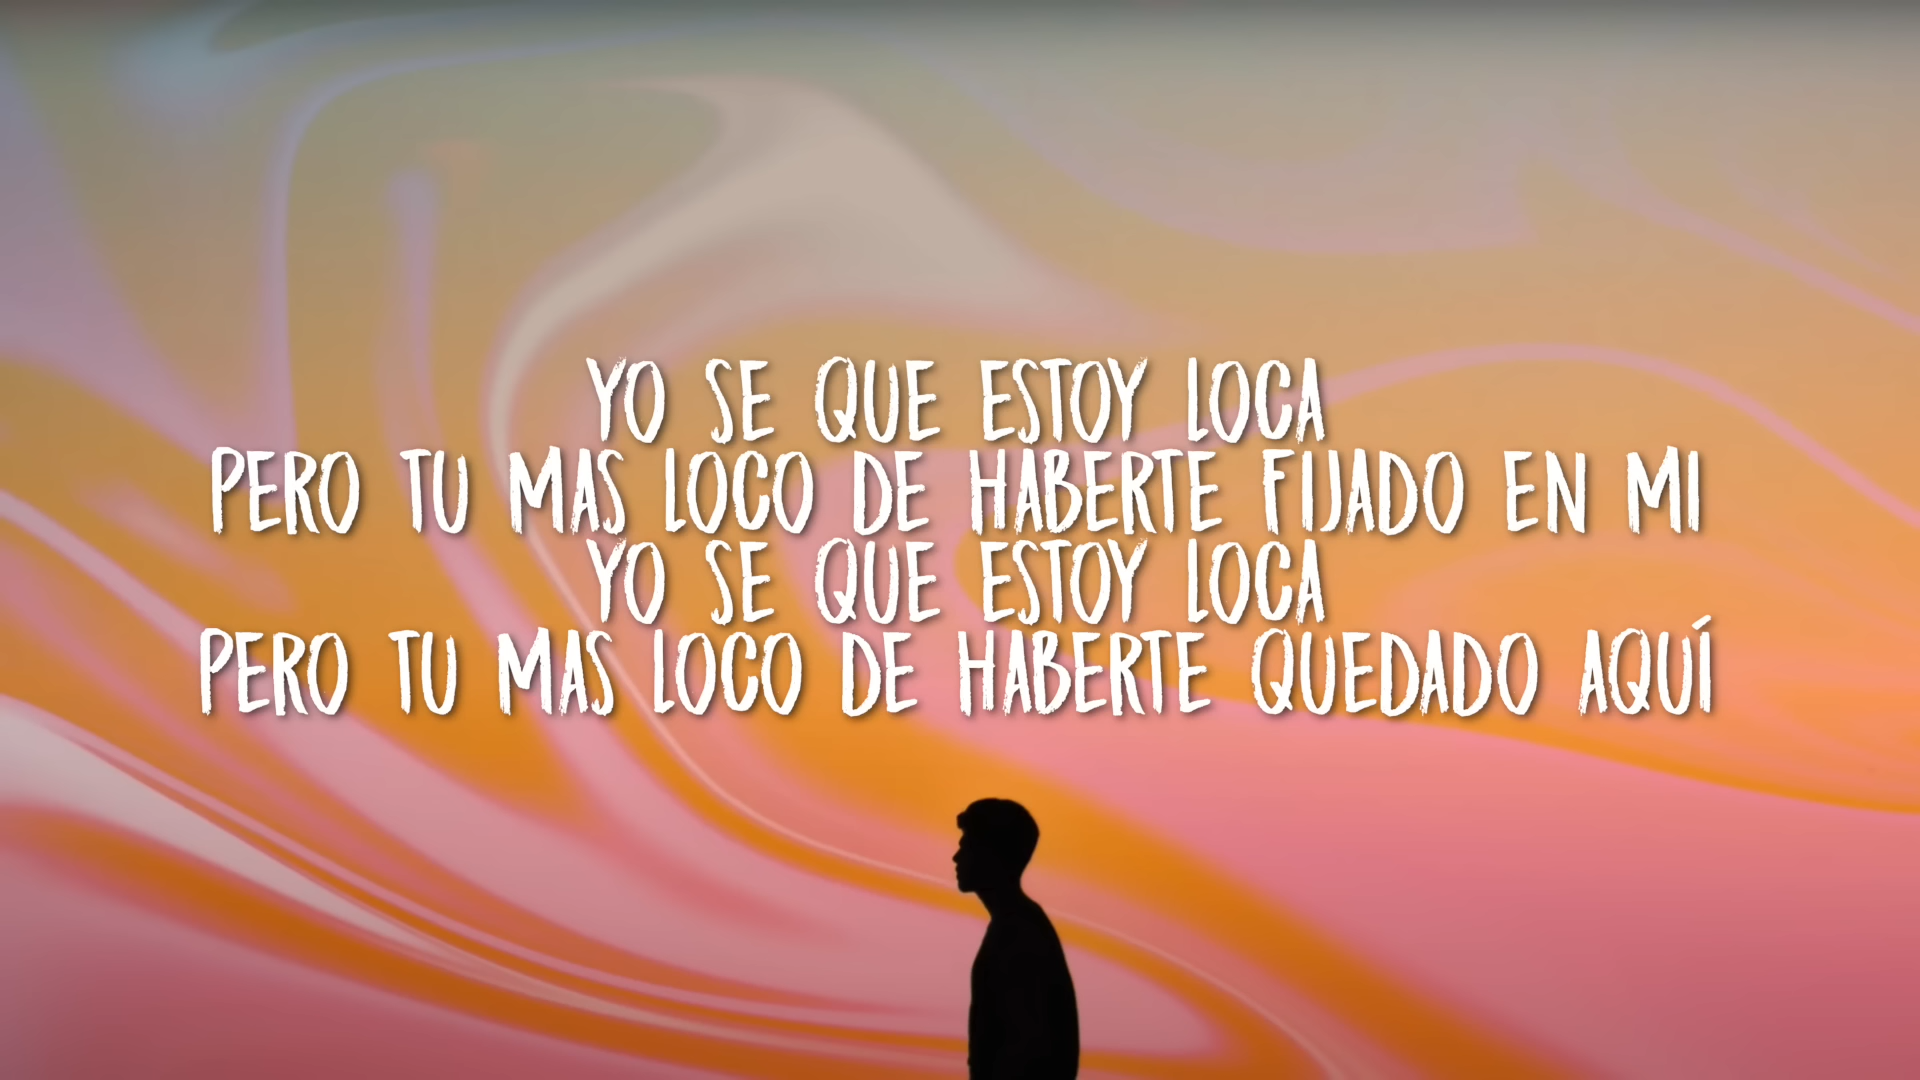 YO SE QUE ESTOY LOCA
PERO TU MAS LOCO DE HABERTE FIJADO EN MI
YO SE QUE ESTOY LOCA
PERO TU MAS LOCO DE HABERTE QUEDADO AQUÍ